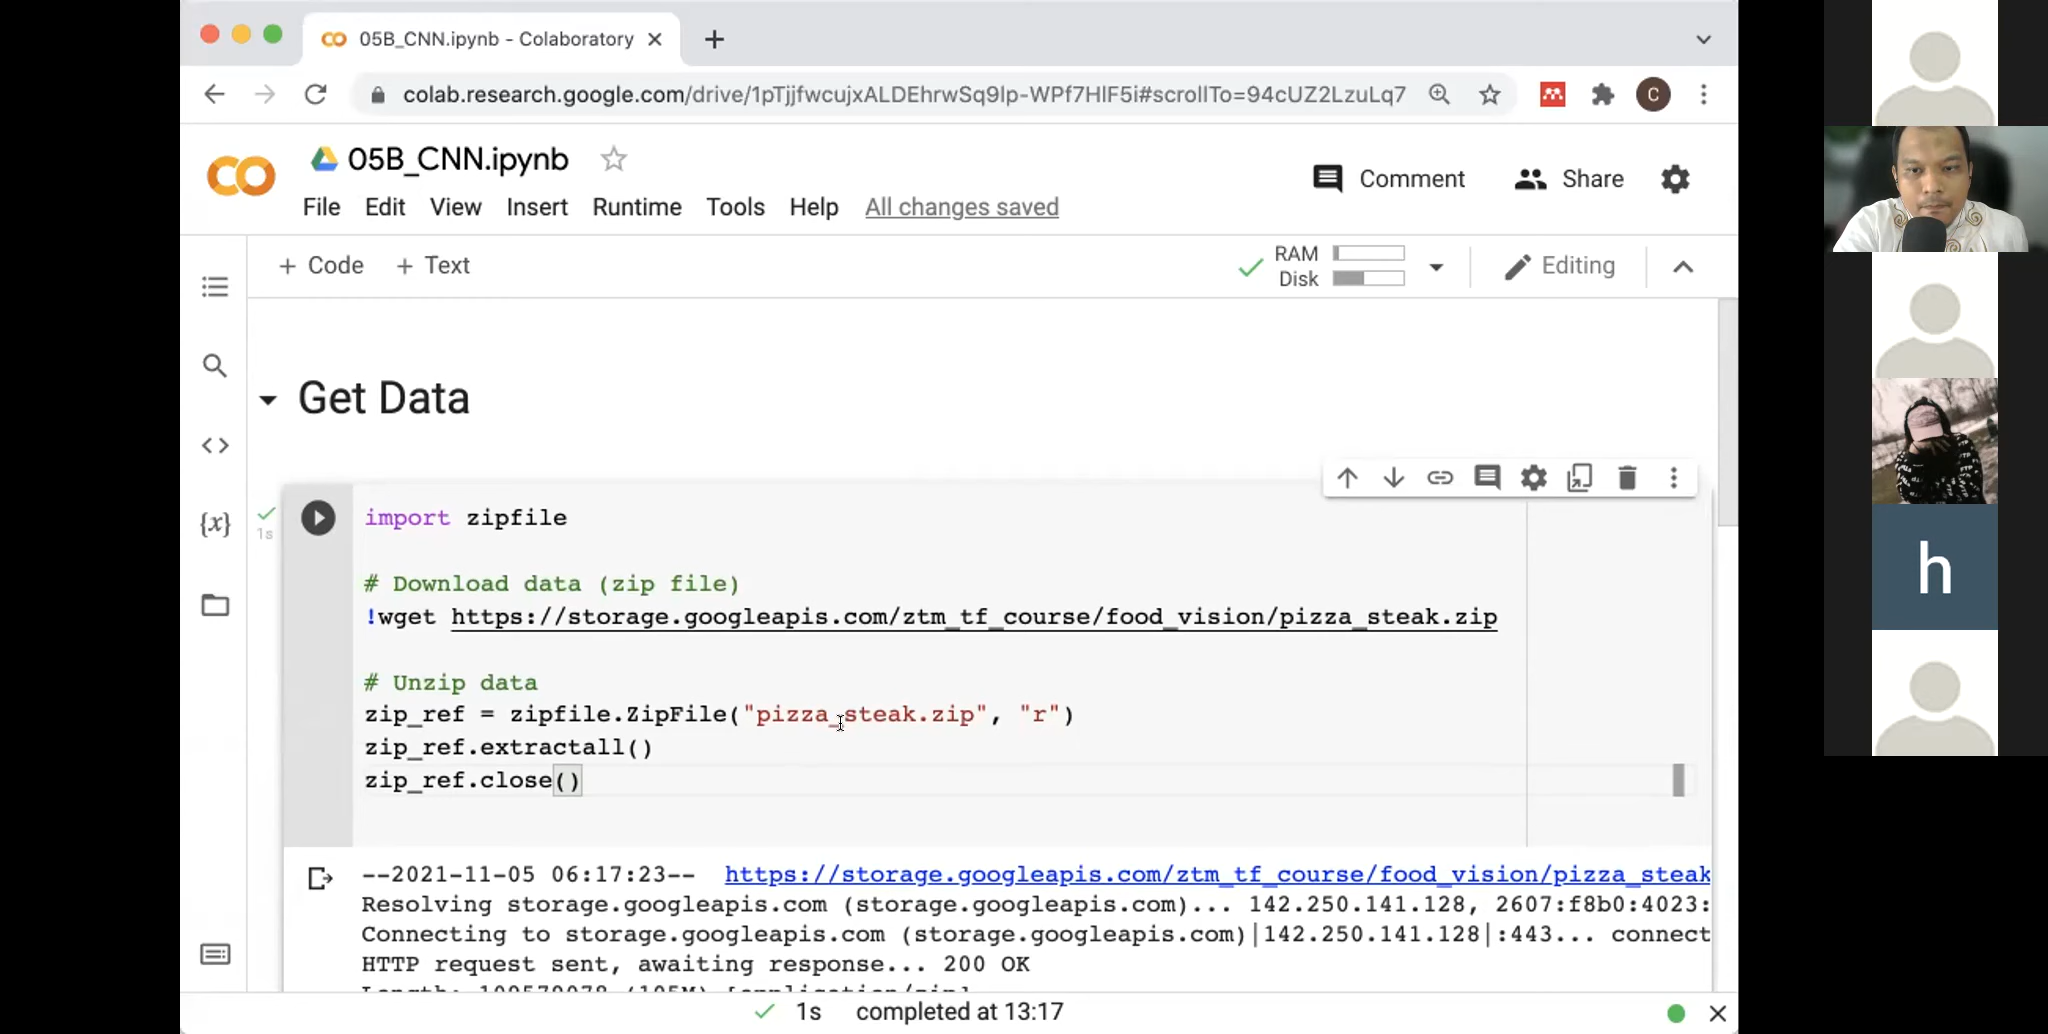 05B_CNN.ipynb - Colaboratory
colab.research.google.com/drive/1pTjjfwcujxALDEhrwSq9lp-WPf7HlF5i#scrollTo=94cUZ2LzuLq7
C
05B_CNN.ipynb
Comment
Share
File Edit View Insert Runtime Tools Help All changes saved
+ Code + Text
RAM
Disk
Editing
Get Data
1s
import zipfile
# Download data (zip file)
!wget https://storage.googleapis.com/ztm_tf_course/food_vision/pizza_steak.zip
# Unzip data
zip_ref = zipfile.ZipFile("pizza_steak.zip", "r")
zip_ref.extractall()
zip_ref.close()
--2021-11-05 06:17:23-- https://storage.googleapis.com/ztm_tf_course/food_vision/pizza_steak
Resolving storage.googleapis.com (storage.googleapis.com)... 142.250.141.128, 2607:f8b0:4023:
Connecting to storage.googleapis.com (storage.googleapis.com)|142.250.141.128|:443... connect
HTTP request sent, awaiting response... 200 OK
1s completed at 13:17
h